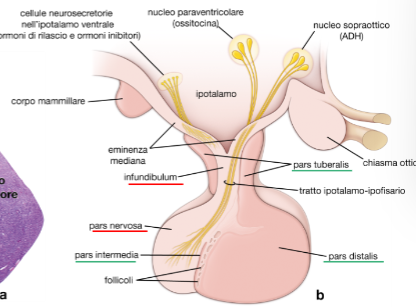 cellule neurosecretorie
nell'ipotalamo ventrale
ormoni di rilascio e ormoni inibitori)
nucleo paraventricolare
(ossitocina)
nucleo sopraottico
(ADH)
corpo mammillare
ipotalamo
eminenza
mediana
infundibulum
pars tuberalis
chiasma ottic
tratto ipotalamo-ipofisario
pars nervosa
pars intermedia
pars distalis
follicoli
o
ore
a
b